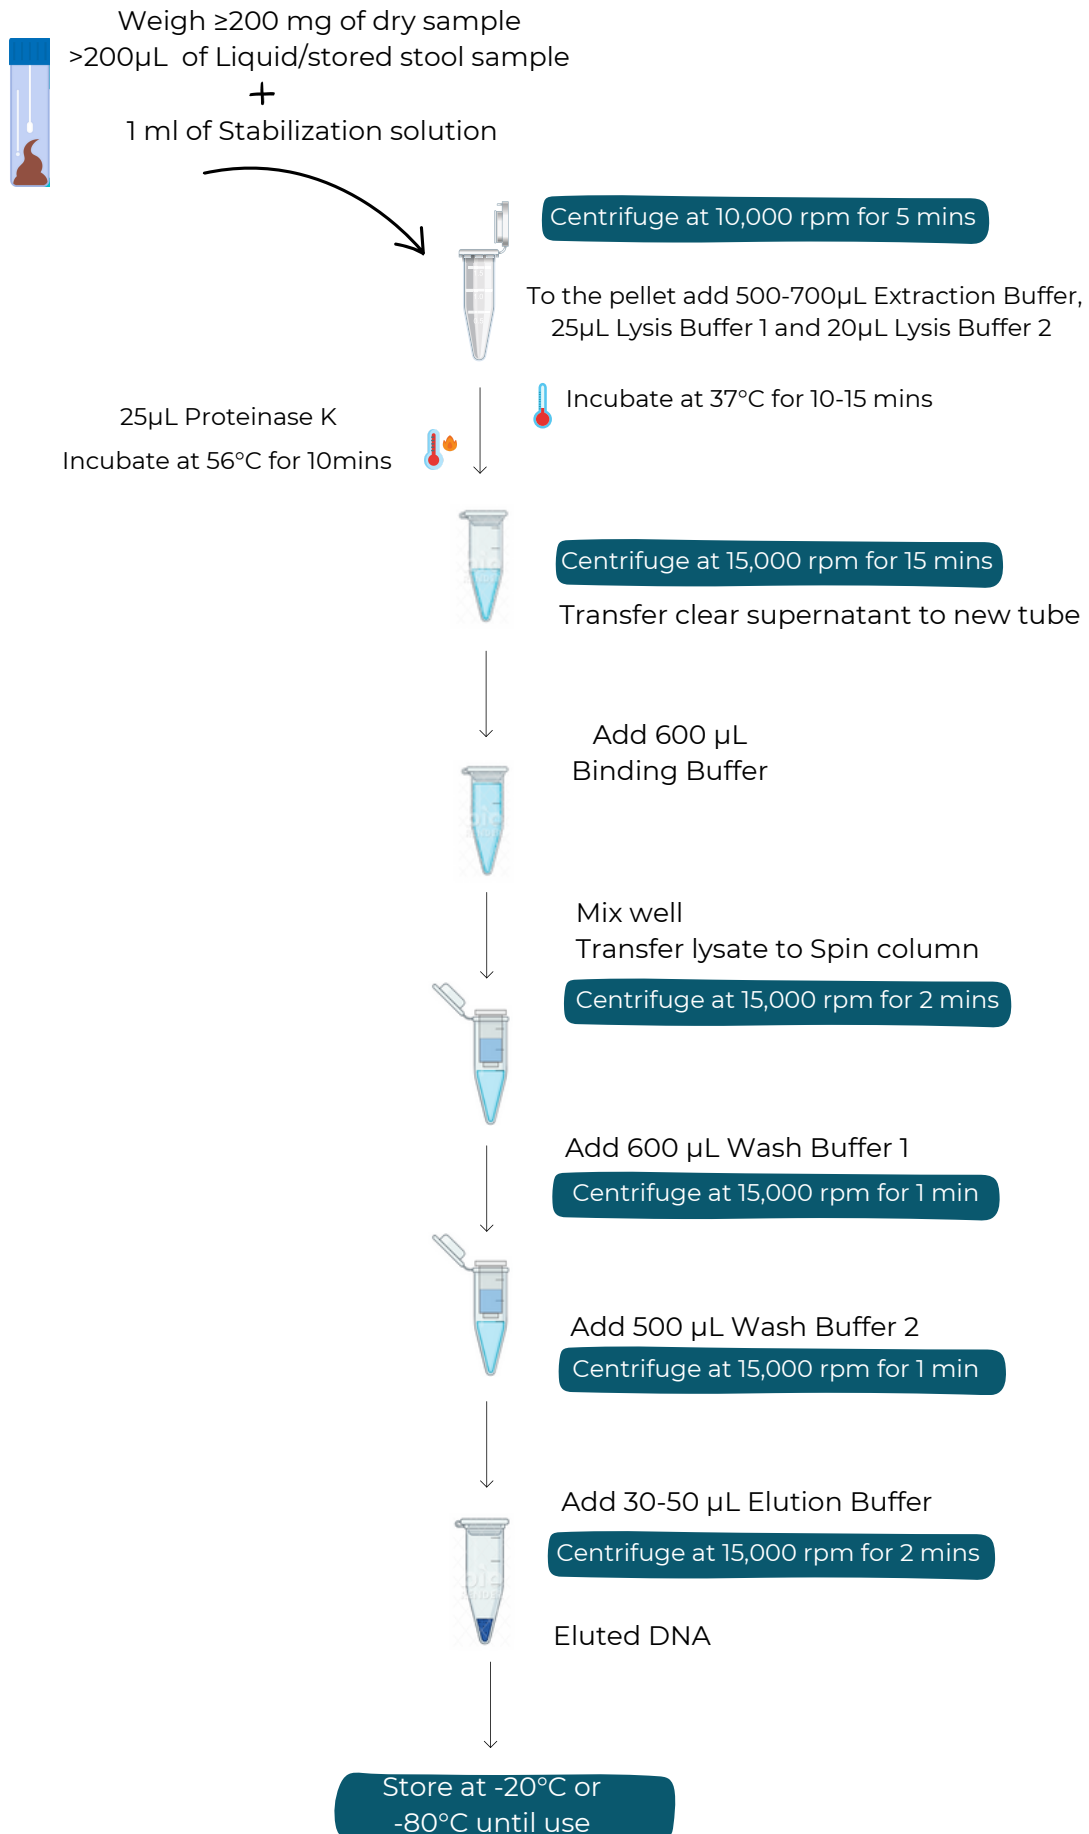 Weigh ≥200 mg of dry sample
>200µL of Liquid/stored stool sample
+
1 ml of Stabilization solution
Centrifuge at 10,000 rpm for 5 mins
To the pellet add 500-700µL Extraction Buffer,
25µL Lysis Buffer 1 and 20µL Lysis Buffer 2
Incubate at 37°C for 10-15 mins
25µL Proteinase K
Incubate at 56°C for 10mins
Centrifuge at 15,000 rpm for 15 mins
Transfer clear supernatant to new tube
Add 600 µL
Binding Buffer
Mix well
Transfer lysate to Spin column
Centrifuge at 15,000 rpm for 2 mins
Add 600 µL Wash Buffer 1
Centrifuge at 15,000 rpm for 1 min
Add 500 µL Wash Buffer 2
Centrifuge at 15,000 rpm for 1 min
Add 30-50 µL Elution Buffer
Centrifuge at 15,000 rpm for 2 mins
Eluted DNA
Store at -20°C or
-80°C until use